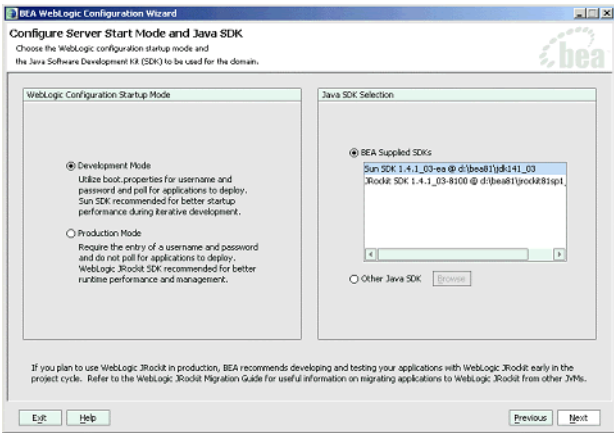 BEA WebLogic Configuration Wizard
Configure Server Start Mode and Java SDK
Choose the WebLogic configuration startup mode and
the Java Software Development Kit (SDK) to be used for the domain.
bea
WebLogic Configuration Startup Mode
Development Mode
Utilize boot.properties for username and
password and poll for applications to deploy.
Sun SDK recommended for better startup
performance during iterative development.
Production Mode
Require the entry of a username and password
and do not poll for applications to deploy.
WebLogic JRockit SDK recommended for better
runtime performance and management.
Java SDK Selection
BEA Supplied SDKs
Sun SDK 1.4.1_03-ea @ d:\bea81\jdk141_03
JRockit SDK 1.4.1_03-8100 @ d:\bea81\jrockit81sp1_
Other Java SDK
Browse
If you plan to use WebLogic JRockit in production, BEA recommends developing and testing your applications with WebLogic JRockit early in the
project cycle. Refer to the WebLogic JRockit Migration Guide for useful information on migrating applications to WebLogic JRockit from other JVMs.
Exit
Help
Previous
Next